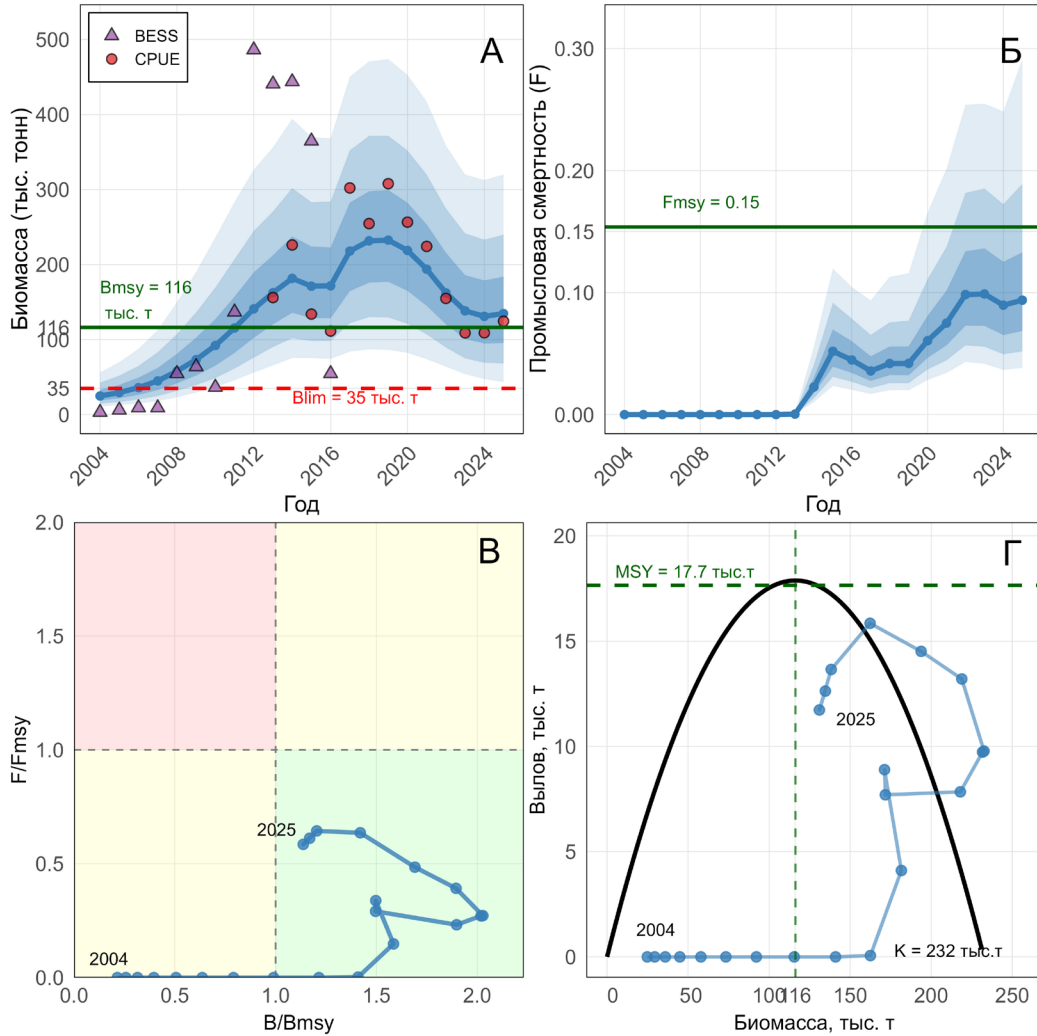 BESS
CPUE
А
Биомасса (тыс. тонн)
500
400
300
200
116
100
35
0
Bmsy = 116
тыс. т
Blim = 35 тыс. т
2004
2008
2012
2016
2020
2024
Год
Б
Промысловая смертность (F)
0.30
0.20
0.15
0.10
0.00
Fmsy = 0.15
2004
2008
2012
2016
2020
2024
Год
В
F/Fmsy
2.0
1.5
1.0
0.5
0.0
2025
2004
0.0
0.5
1.0
1.5
2.0
B/Bmsy
Г
Вылов, тыс. т
20
15
10
5
0
MSY = 17.7 тыс.т
2025
2004
K = 232 тыс.т
0
50
100
116
150
200
250
Биомасса, тыс. т